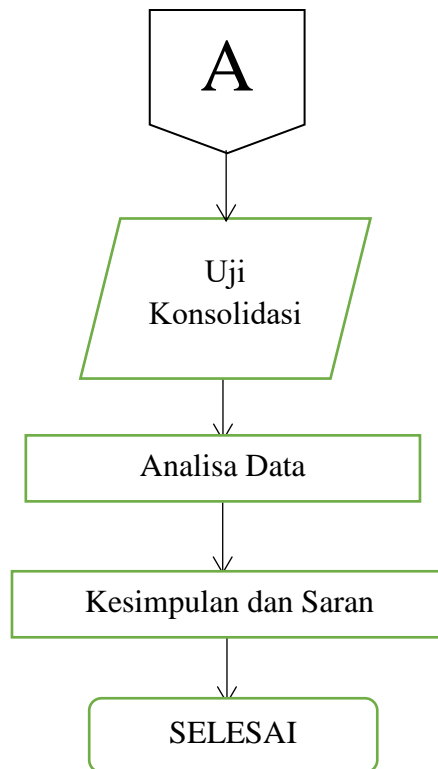 A
Uji
Konsolidasi
Analisa Data
Kesimpulan dan Saran
SELESAI